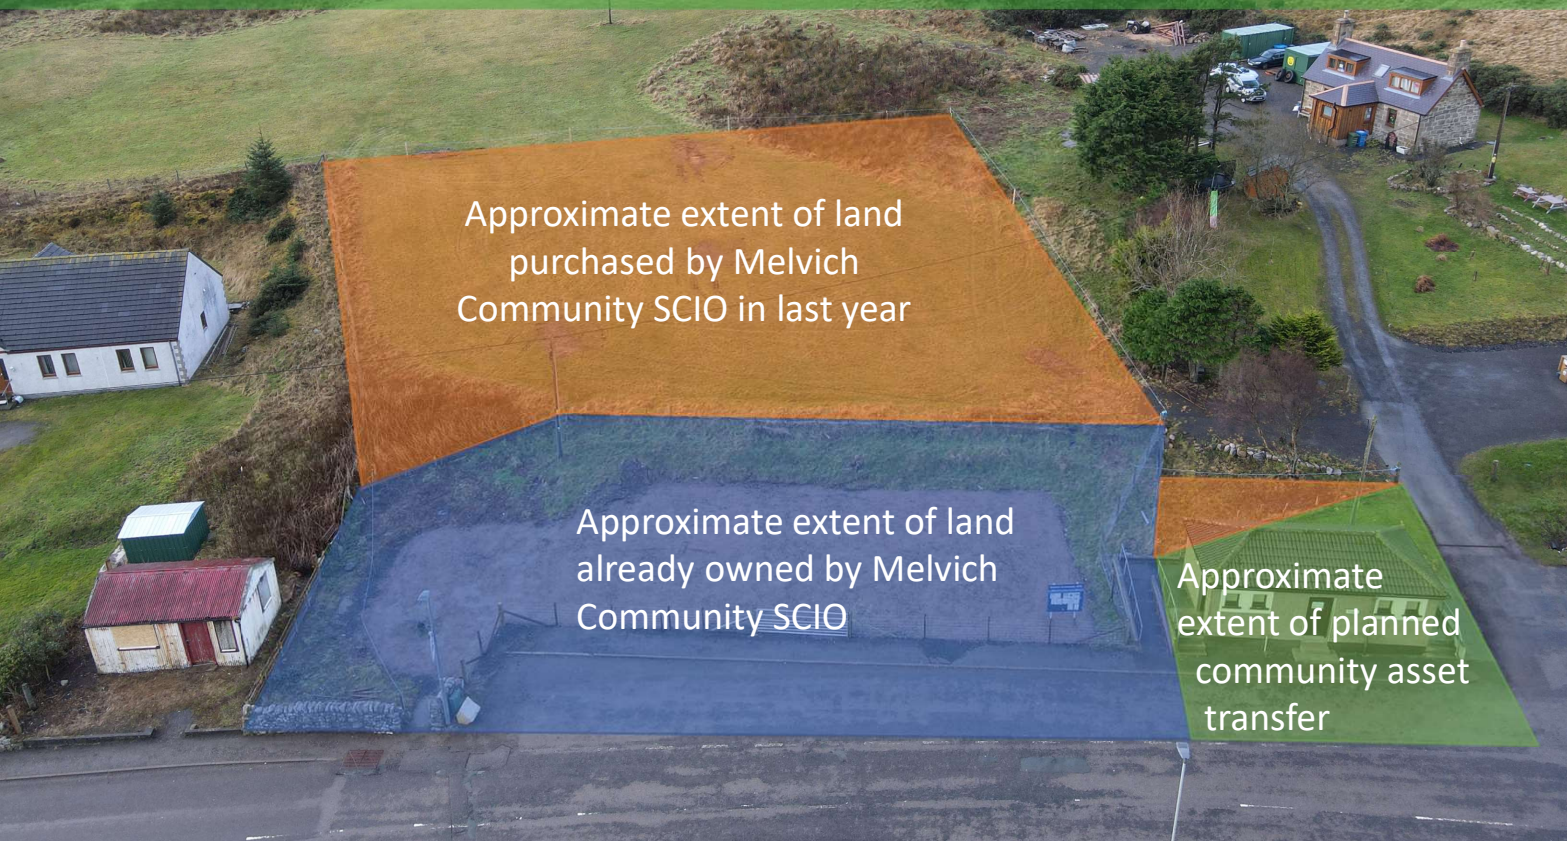 Approximate extent of land
purchased by Melvich
Community SCIO in last year
Approximate extent of land
already owned by Melvich
Community SCIO
Approximate
extent of planned
community asset
transfer